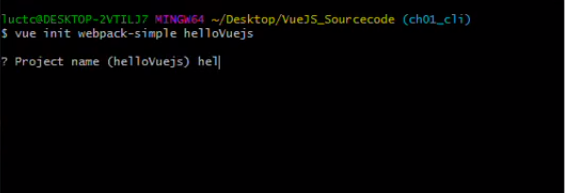 luctc@DESKTOP-2VTILJ7 MINGW64 ~/Desktop/VueJS_Sourcecode (ch01_cli)
$ vue init webpack-simple helloVuejs
? Project name (helloVuejs) hel